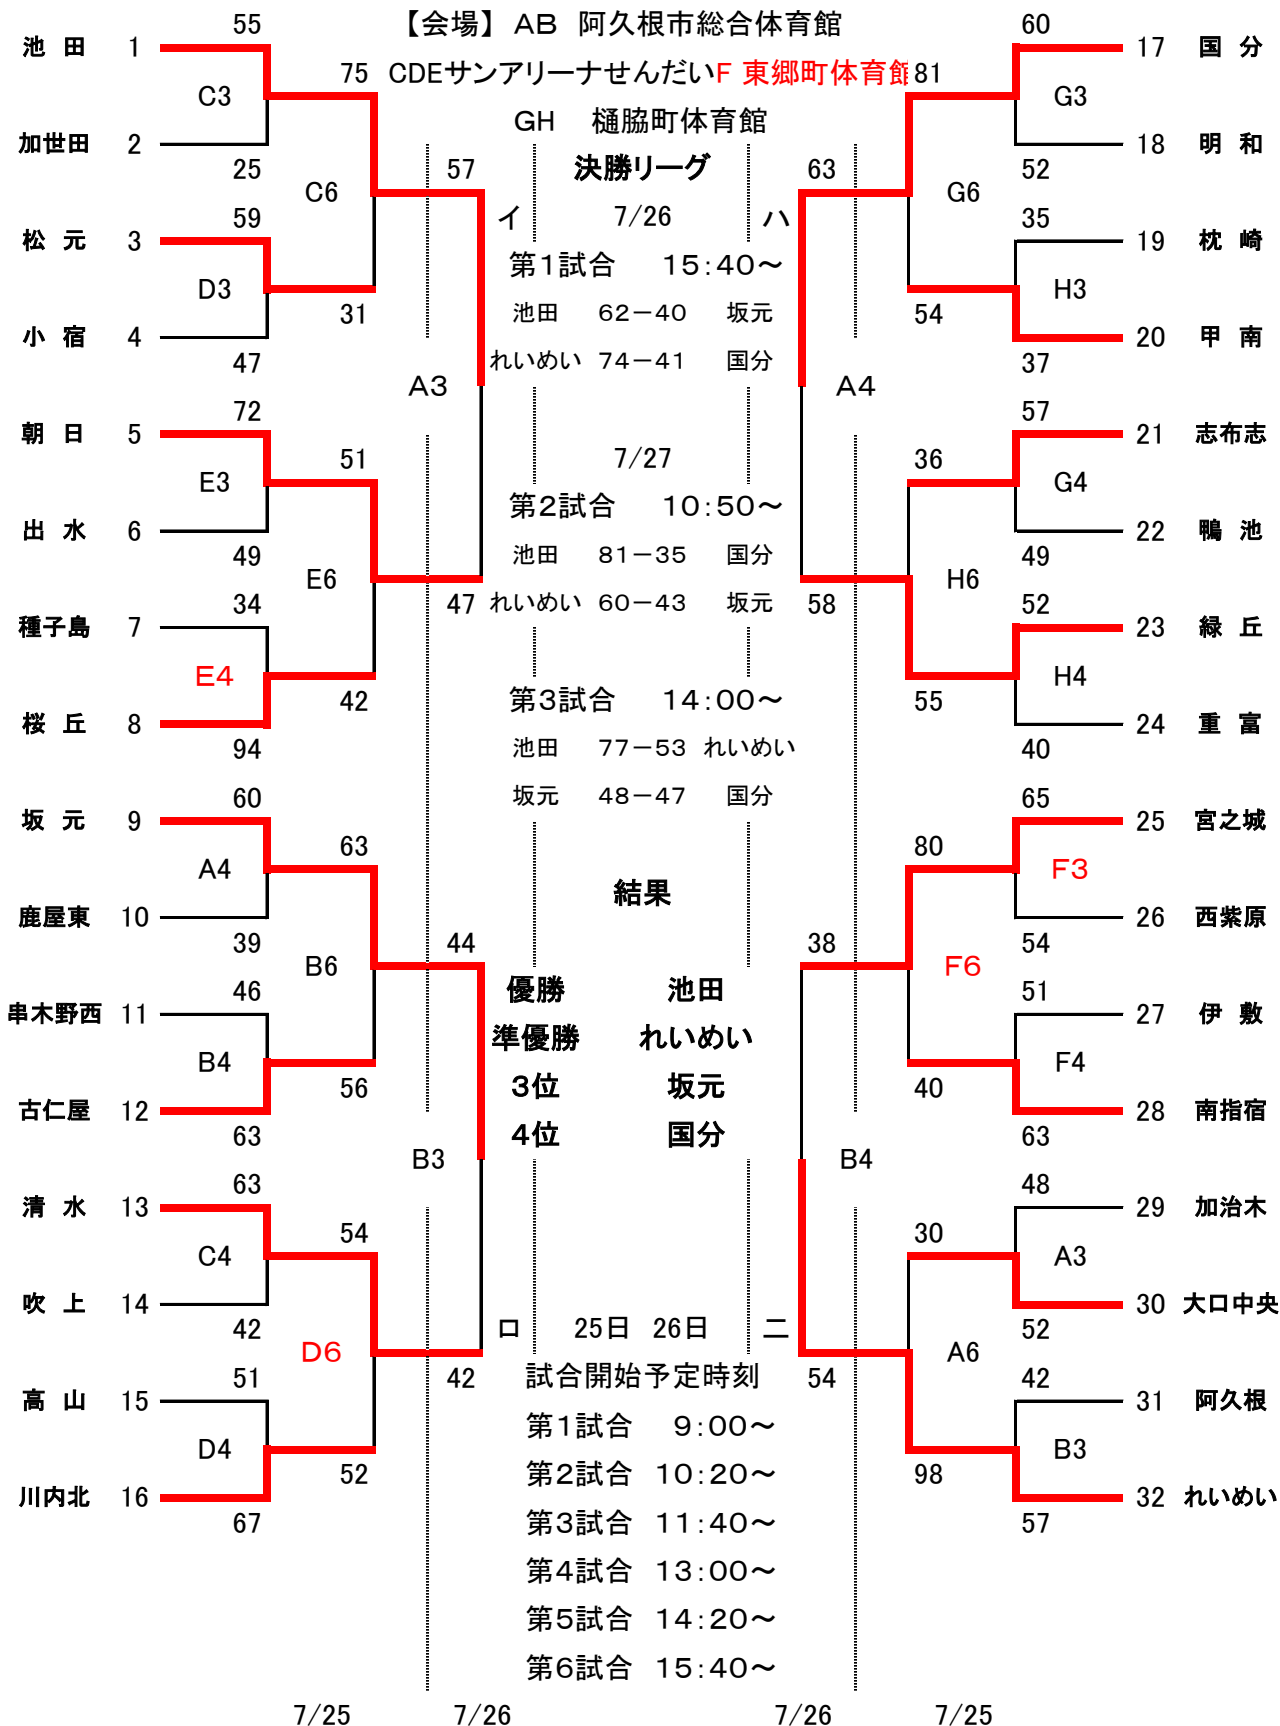 【会場】 AB 阿久根市総合体育館
CDEサンアリーナせんだいF 東郷町体育館
GH 樋脇町体育館
決勝リーグ
イ 7/26 ハ
第1試合 15:40～
池田 62－40 坂元
れいめい 74－41 国分
7/27
第2試合 10:50～
池田 81－35 国分
れいめい 60－43 坂元
第3試合 14:00～
池田 77－53 れいめい
坂元 48－47 国分
結果
優勝 池田
準優勝 れいめい
3位 坂元
4位 国分
ロ 25日 26日 ニ
試合開始予定時刻
第1試合 9:00～
第2試合 10:20～
第3試合 11:40～
第4試合 13:00～
第5試合 14:20～
第6試合 15:40～
55
池 田 1
75
C3
加世田 2
25
57
C6
59
松 元 3
D3
31
小 宿 4
47
A3
72
朝 日 5
51
E3
出 水 6
49
E6
34
47
種子島 7
E4
42
桜 丘 8
94
60
坂 元 9
63
A4
鹿屋東 10
39
44
B6
46
串木野西 11
B4
56
古仁屋 12
63
B3
63
清 水 13
54
C4
吹 上 14
42
D6
51
42
高 山 15
D4
52
川内北 16
67
60
17 国 分
81
G3
18 明 和
52
63
G6
35
19 枕 崎
H3
54
20 甲 南
37
A4
57
21 志布志
36
G4
22 鴨 池
49
H6
52
58
23 緑 丘
H4
55
24 重 富
40
65
25 宮之城
80
F3
26 西紫原
54
38
F6
51
27 伊 敷
F4
40
28 南指宿
63
B4
48
29 加治木
30
A3
30 大口中央
52
A6
42
54
31 阿久根
B3
98
32 れいめい
57
7/25 7/26 7/26 7/25